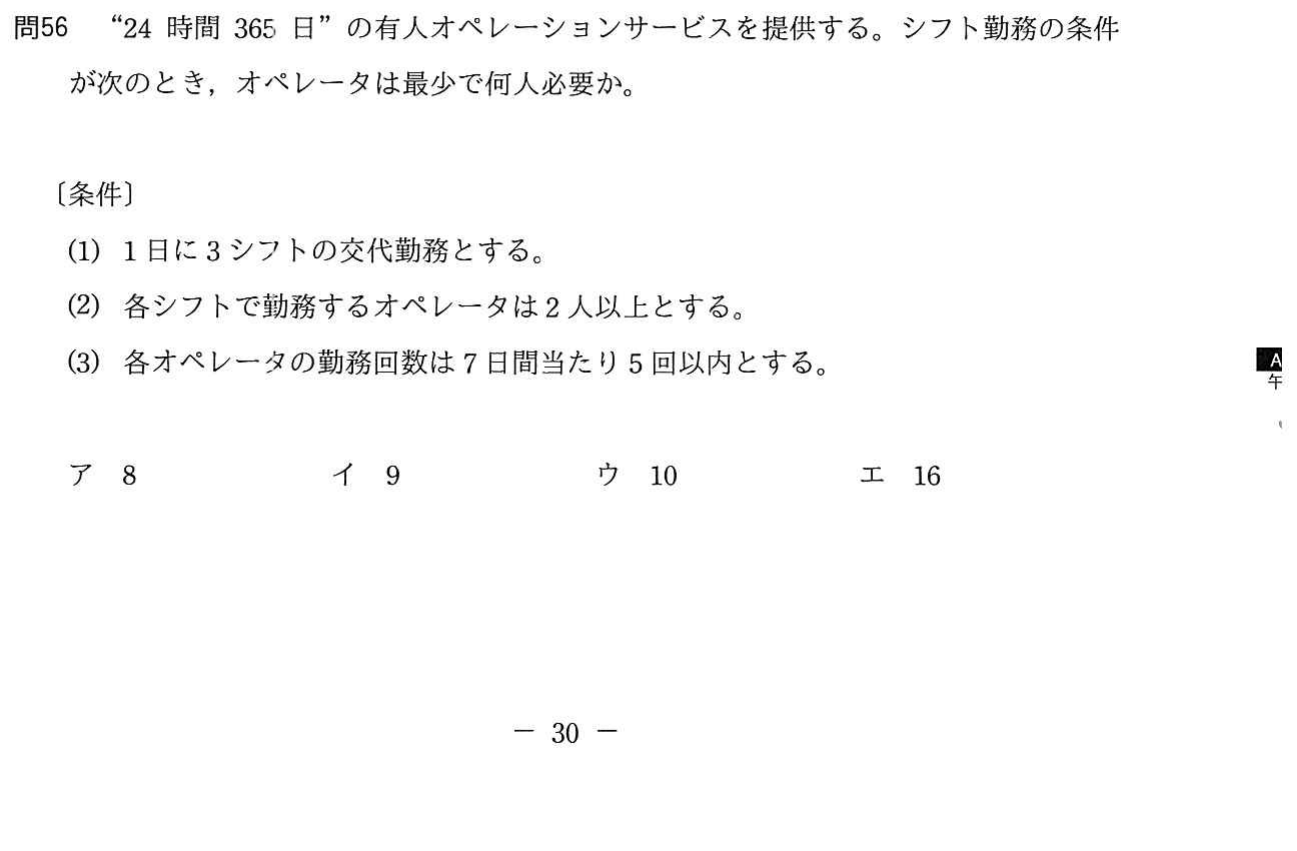 問56 “24 時間 365 日”の有人オペレーションサービスを提供する。シフト勤務の条件
が次のとき，オペレータは最少で何人必要か。
〔条件〕
(1) 1 日に 3 シフトの交代勤務とする。
(2) 各シフトで勤務するオペレータは 2 人以上とする。
(3) 各オペレータの勤務回数は 7 日間当たり 5 回以内とする。
A
午
ア 8 イ 9 ウ 10 エ 16
－ 30 －